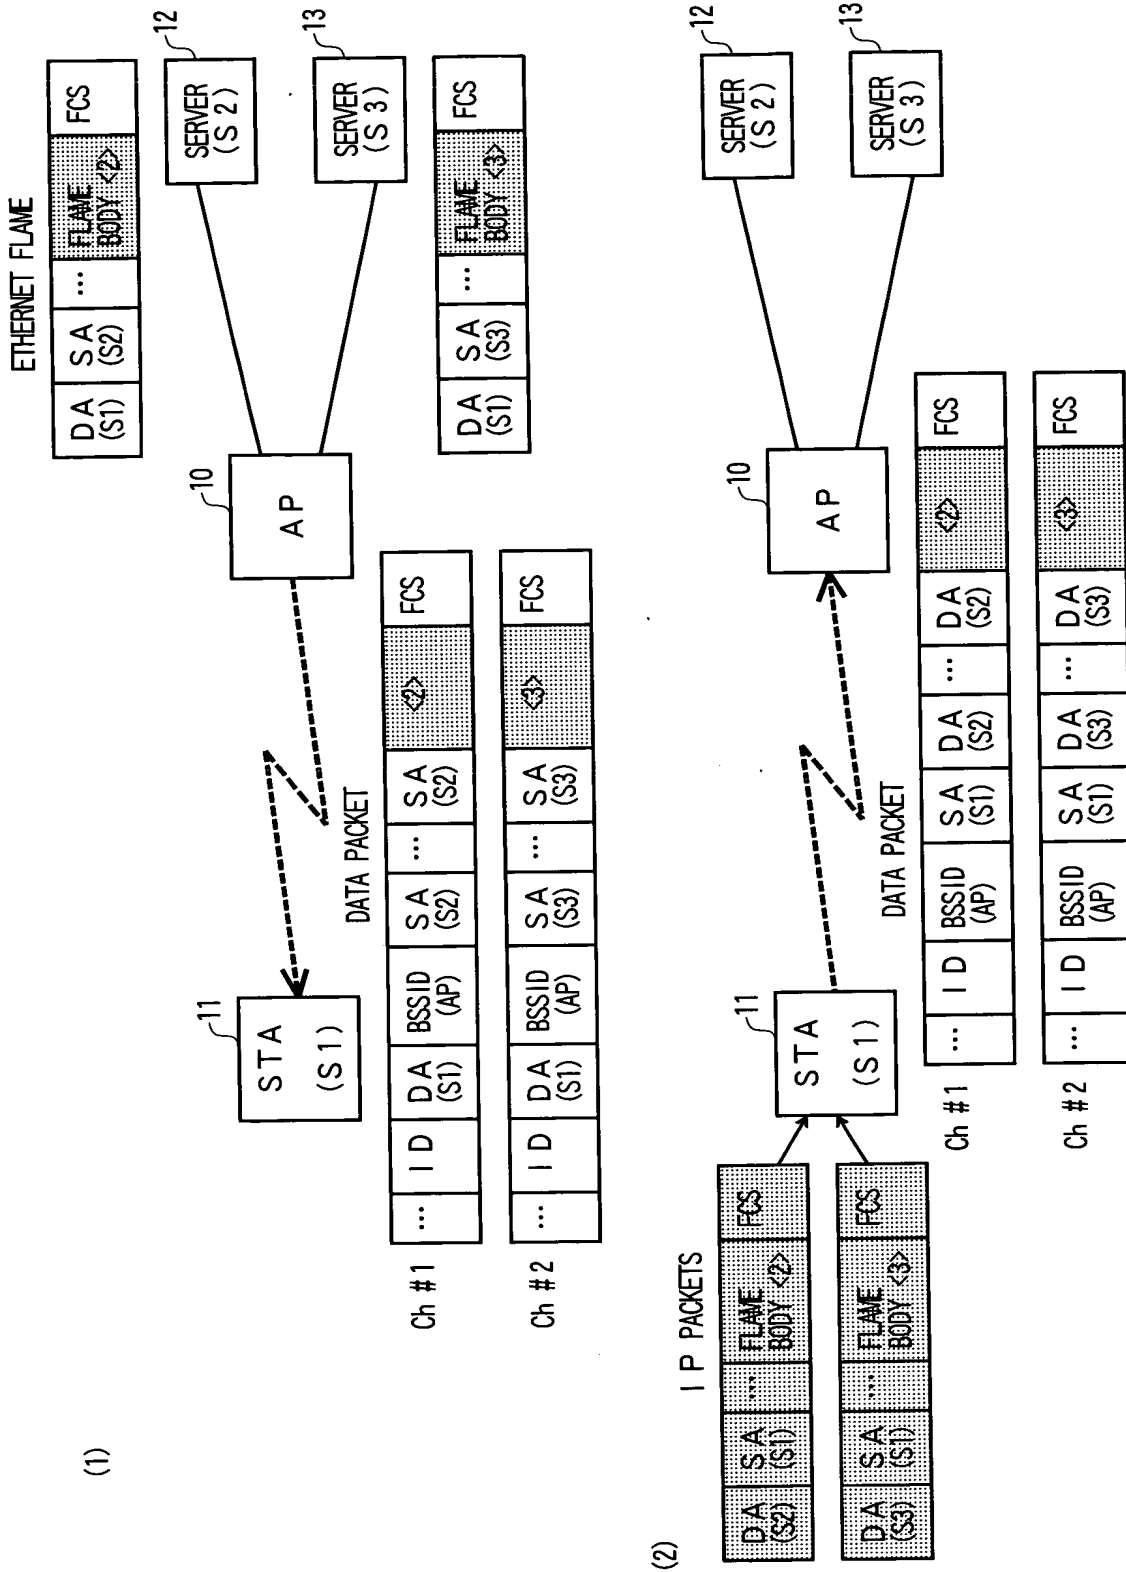 (1)
ETHERNET FLAME
DA
(S1)
SA
(S2)
...
FLAME
BODY <2>
FCS
SERVER
(S2)
12
SERVER
(S3)
13
DA
(S1)
SA
(S3)
...
FLAME
BODY <3>
FCS
AP
10
STA
(S1)
11
DATA PACKET
Ch #1
...
ID
DA
(S1)
BSSID
(AP)
SA
(S2)
...
SA
(S2)
<2>
FCS
Ch #2
...
ID
DA
(S1)
BSSID
(AP)
SA
(S3)
...
SA
(S3)
<3>
FCS
(2)
IP PACKETS
DA
(S2)
SA
(S1)
...
FLAME
BODY <2>
FCS
DA
(S3)
SA
(S1)
...
FLAME
BODY <3>
FCS
STA
(S1)
11
AP
10
SERVER
(S2)
12
SERVER
(S3)
13
DATA PACKET
Ch #1
...
ID
BSSID
(AP)
SA
(S1)
DA
(S2)
...
DA
(S2)
<2>
FCS
Ch #2
...
ID
BSSID
(AP)
SA
(S1)
DA
(S3)
...
DA
(S3)
<3>
FCS